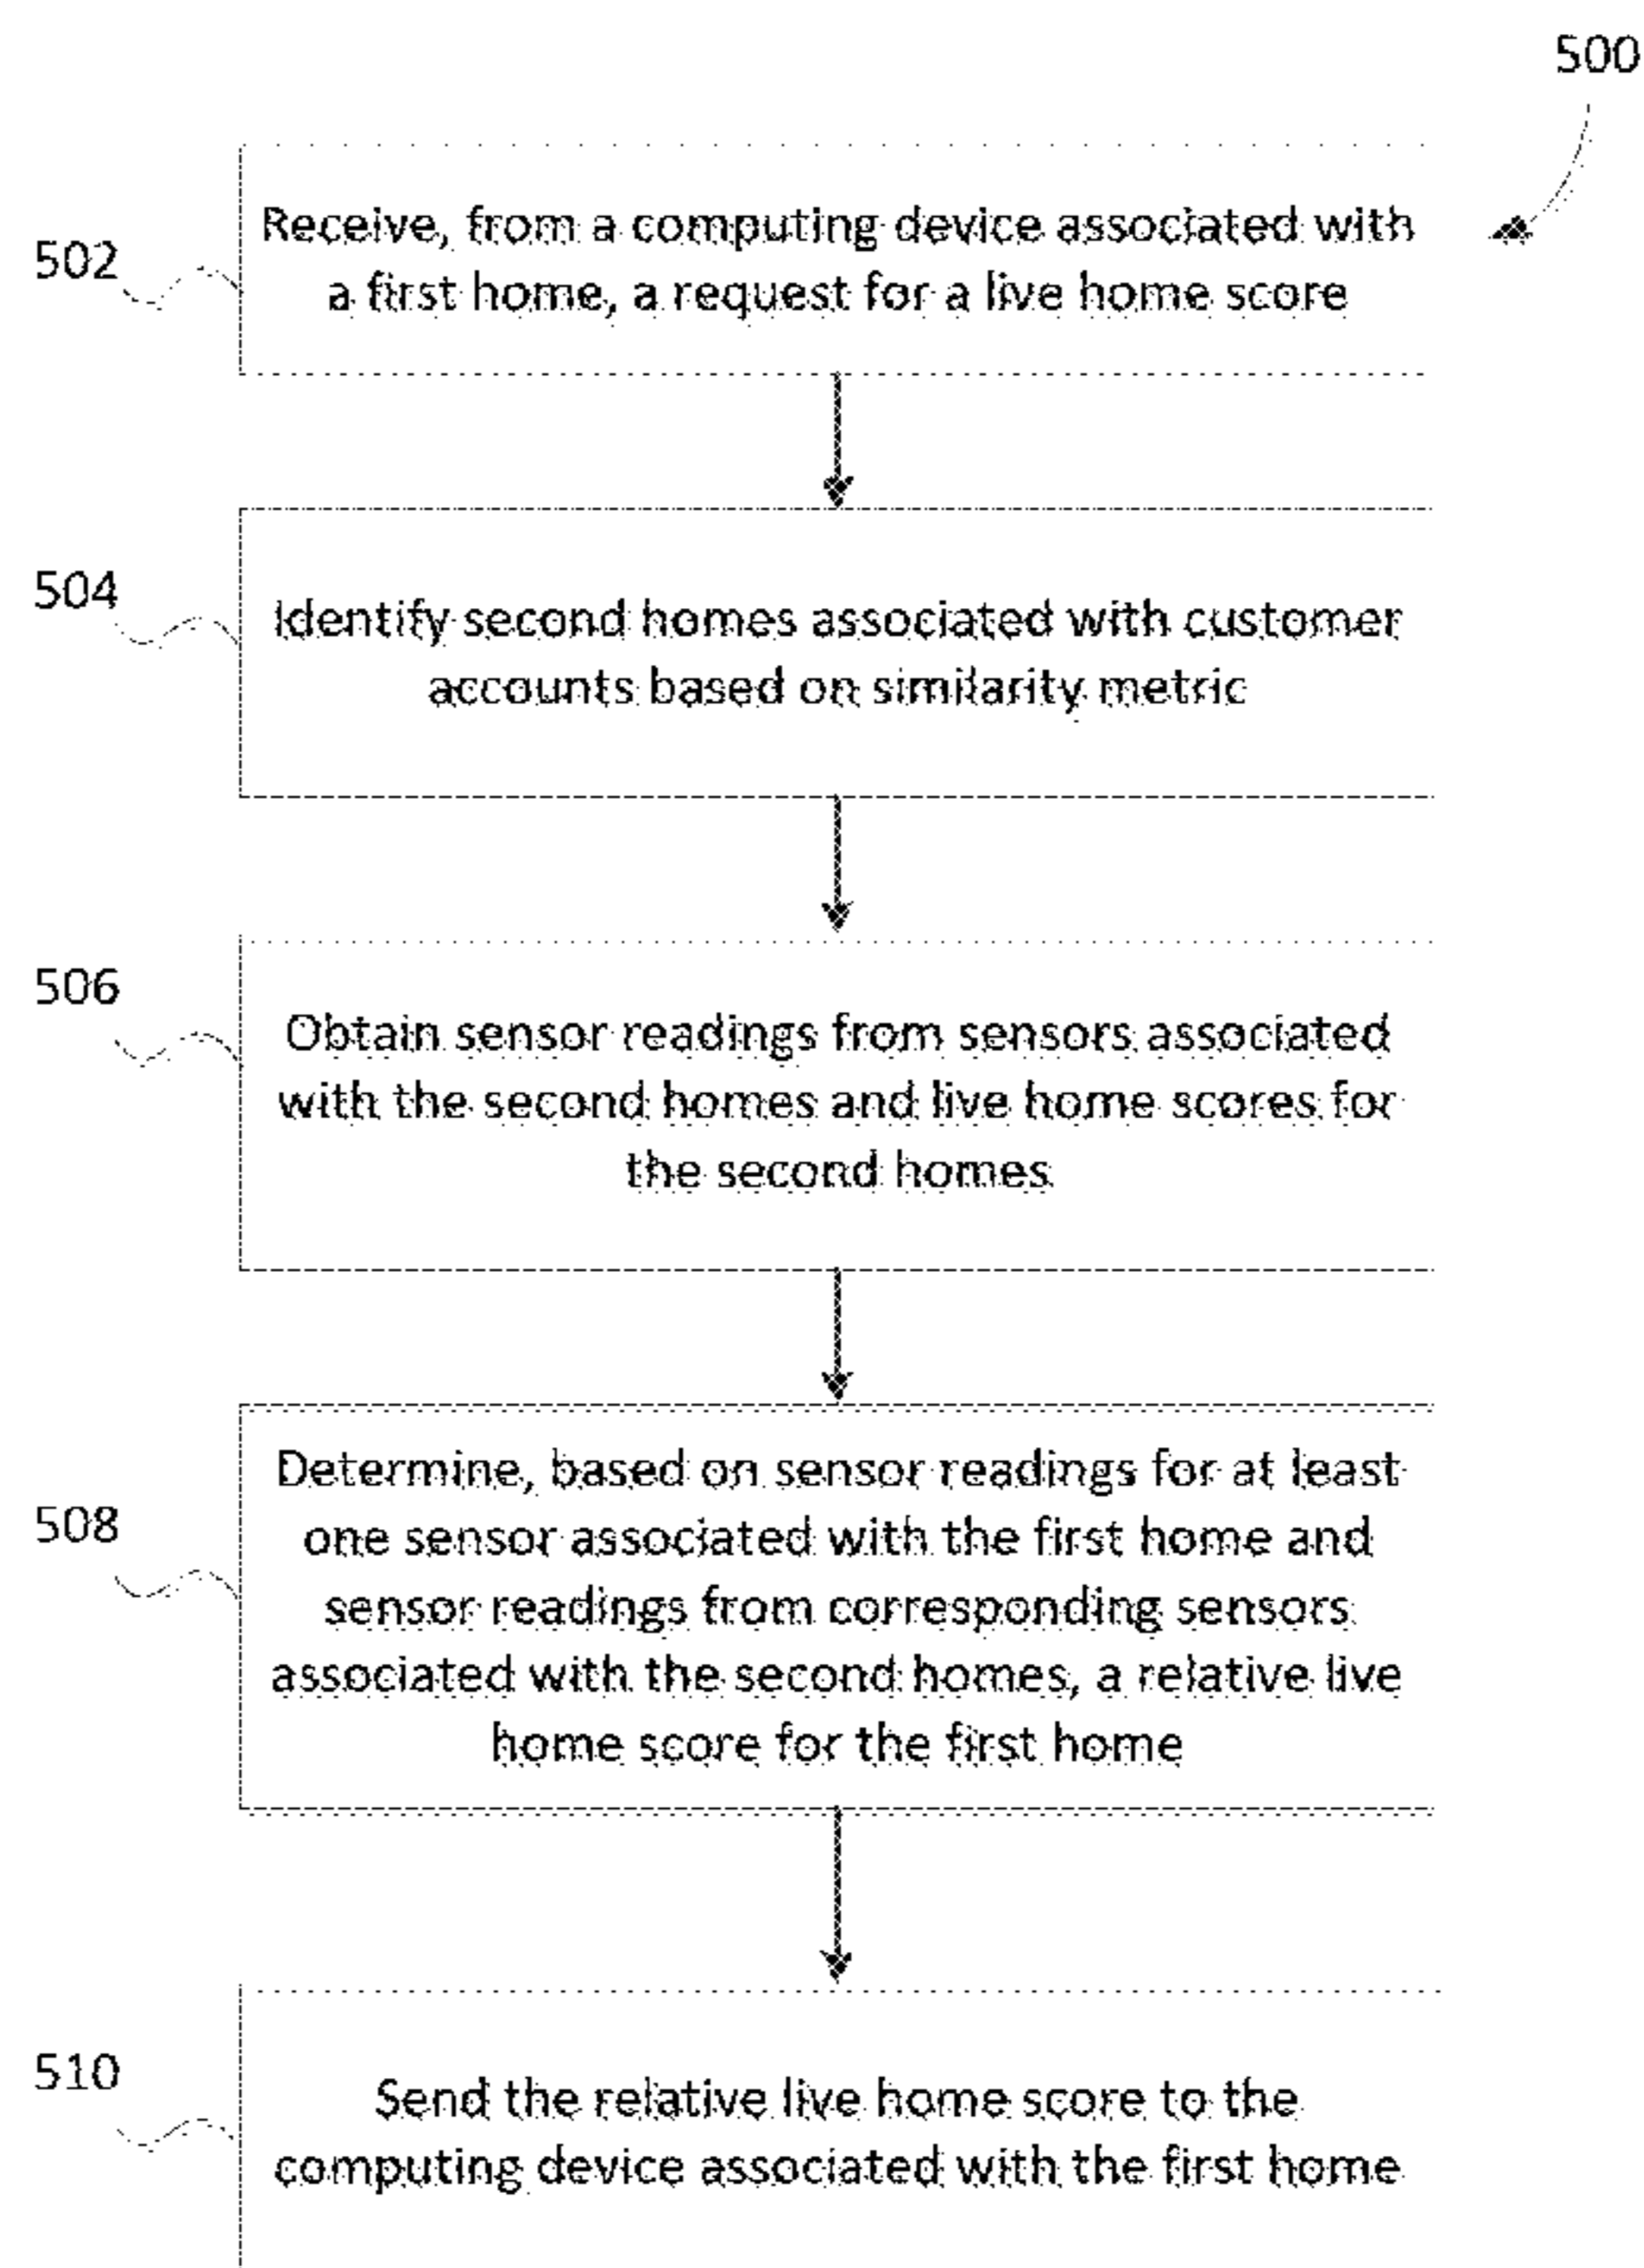 500
502
Receive, from a computing device associated with
a first home, a request for a live home score
504
Identify second homes associated with customer
accounts based on similarity metric
506
Obtain sensor readings from sensors associated
with the second homes and live home scores for
the second homes
508
Determine, based on sensor readings for at least
one sensor associated with the first home and
sensor readings from corresponding sensors
associated with the second homes, a relative live
home score for the first home
510
Send the relative live home score to the
computing device associated with the first home